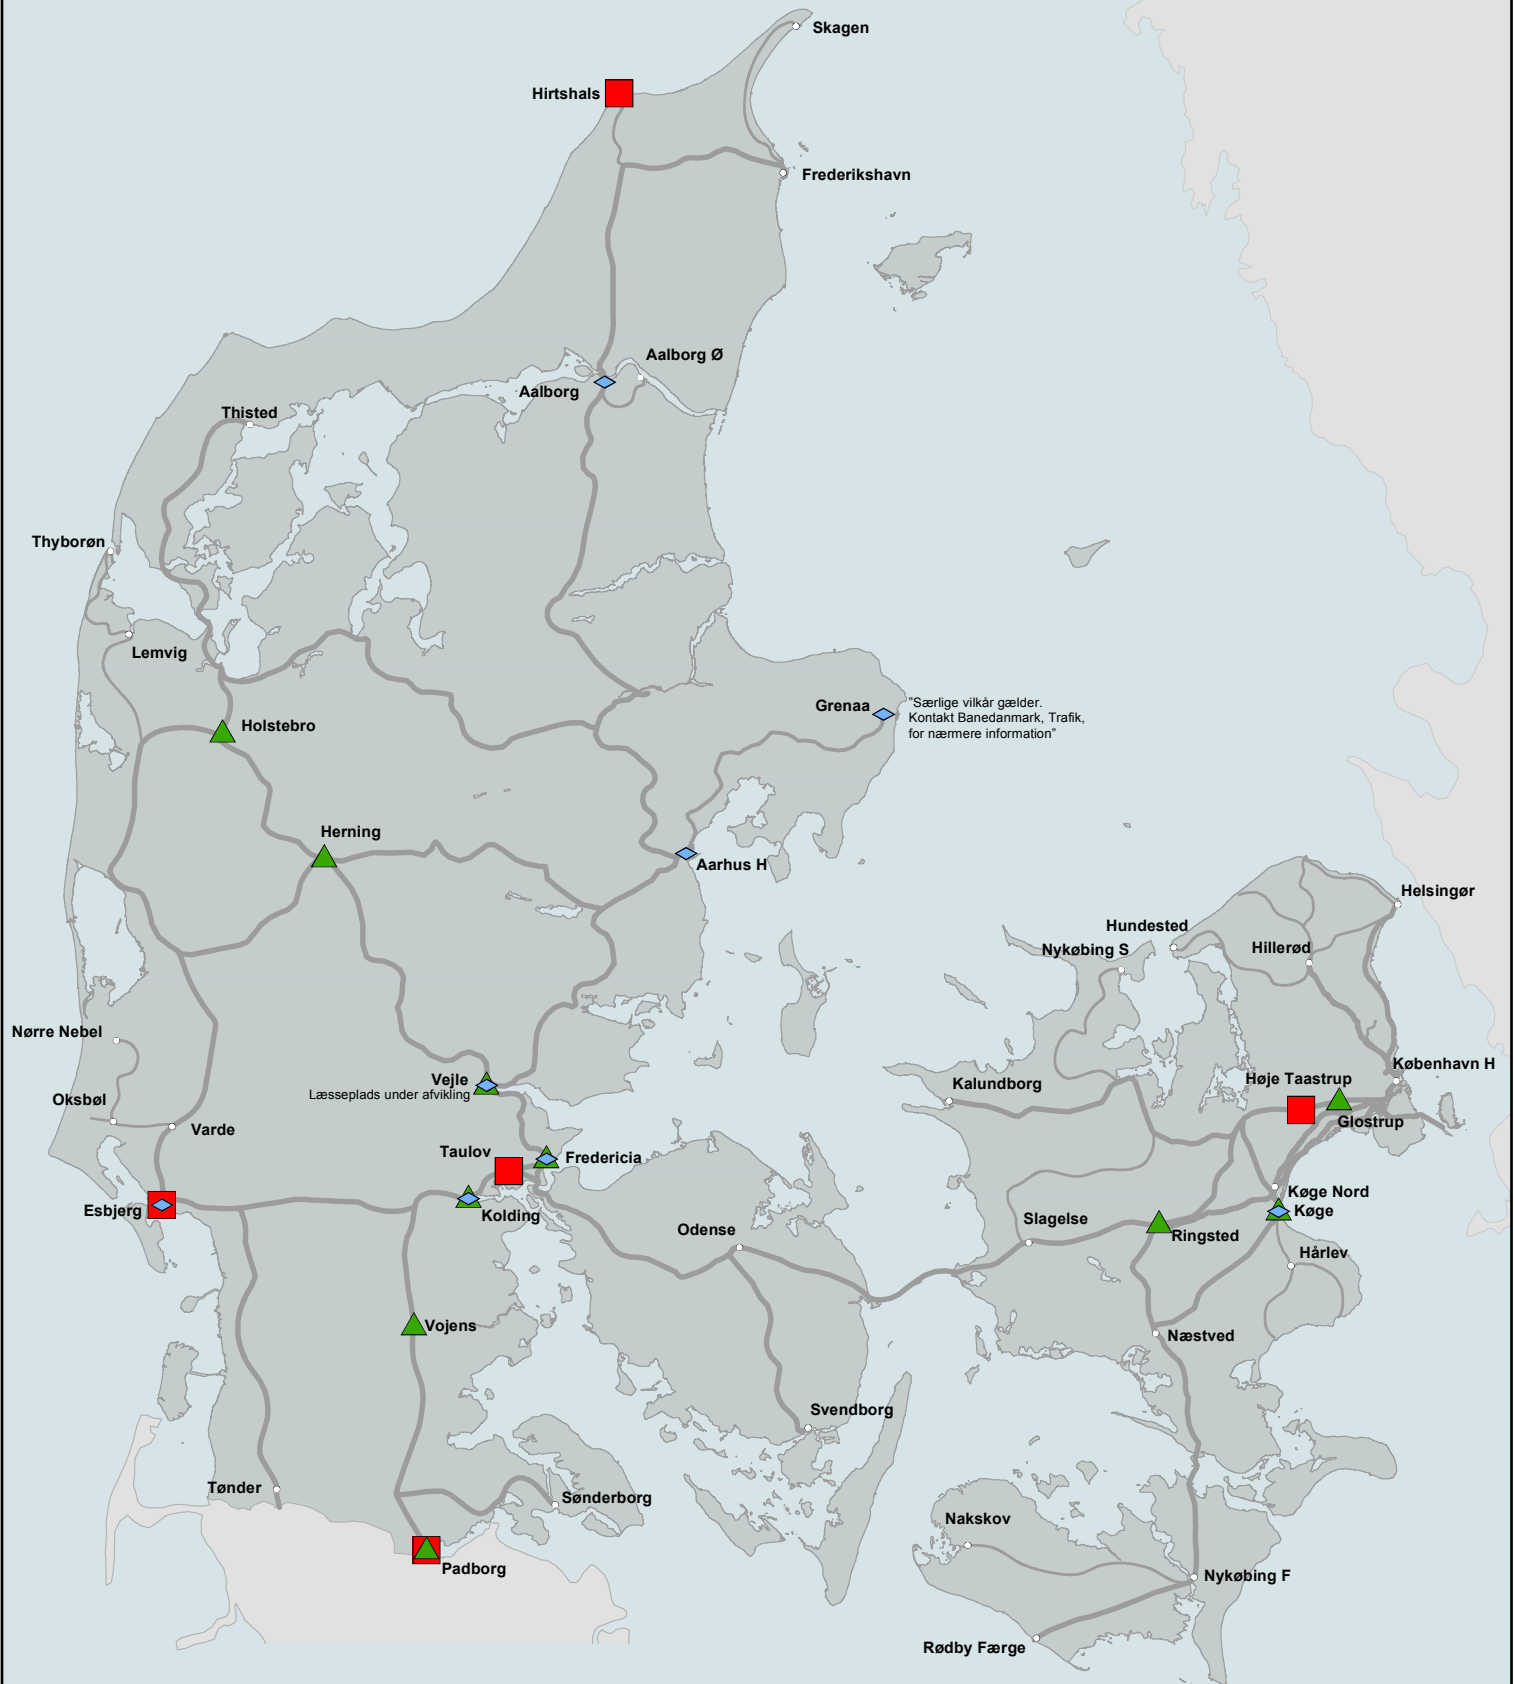 Skagen
Hirtshals
Frederikshavn
Aalborg Ø
Aalborg
Thisted
Thyborøn
Lemvig
Grenaa
"Særlige vilkår gælder.
Kontakt Banedanmark, Trafik,
for nærmere information"
Holstebro
Herning
Aarhus H
Helsingør
Hundested
Nykøbing S
Hillerød
Nørre Nebel
København H
Vejle
Læsseplads under afvikling
Kalundborg
Høje Taastrup
Oksbøl
Glostrup
Varde
Taulov
Fredericia
Køge Nord
Esbjerg
Kolding
Køge
Slagelse
Odense
Ringsted
Hårlev
Vojens
Næstved
Svendborg
Tønder
Sønderborg
Nakskov
Padborg
Nykøbing F
Rødby Færge